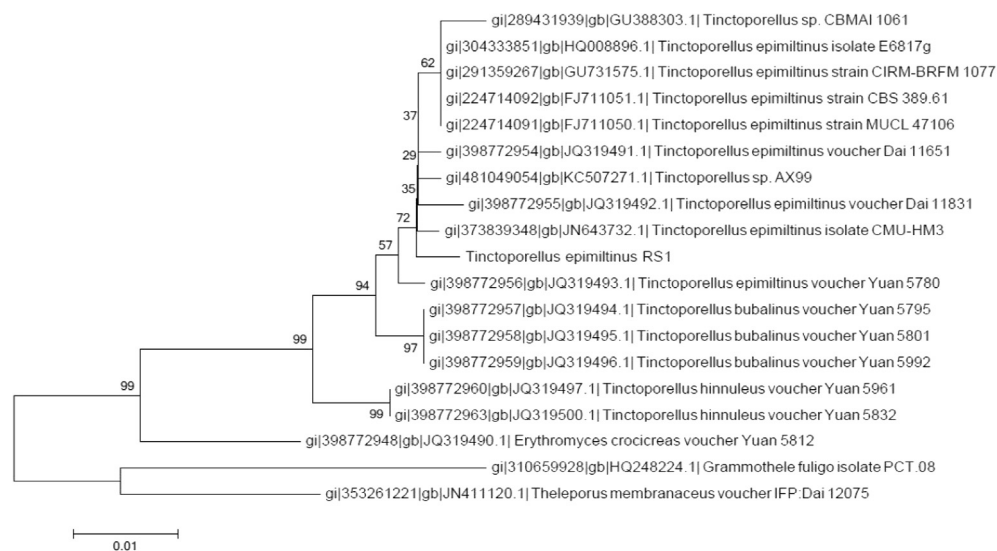 gi|289431939|gb|GU388303.1| Tinctoporellus sp. CBMAI 1061
gi|304333851|gb|HQ008896.1| Tinctoporellus epimiltinus isolate E6817g
62
gi|291359267|gb|GU731575.1| Tinctoporellus epimiltinus strain CIRM-BRFM 1077
gi|224714092|gb|FJ711051.1| Tinctoporellus epimiltinus strain CBS 389.61
37
gi|224714091|gb|FJ711050.1| Tinctoporellus epimiltinus strain MUCL 47106
29
gi|398772954|gb|JQ319491.1| Tinctoporellus epimiltinus voucher Dai 11651
gi|481049054|gb|KC507271.1| Tinctoporellus sp. AX99
35
gi|398772955|gb|JQ319492.1| Tinctoporellus epimiltinus voucher Dai 11831
72
gi|373839348|gb|JN643732.1| Tinctoporellus epimiltinus isolate CMU-HM3
57
Tinctoporellus epimiltinus RS1
94
gi|398772956|gb|JQ319493.1| Tinctoporellus epimiltinus voucher Yuan 5780
gi|398772957|gb|JQ319494.1| Tinctoporellus bubalinus voucher Yuan 5795
99
gi|398772958|gb|JQ319495.1| Tinctoporellus bubalinus voucher Yuan 5801
97
gi|398772959|gb|JQ319496.1| Tinctoporellus bubalinus voucher Yuan 5992
99
gi|398772960|gb|JQ319497.1| Tinctoporellus hinnuleus voucher Yuan 5961
99
gi|398772963|gb|JQ319500.1| Tinctoporellus hinnuleus voucher Yuan 5832
gi|398772948|gb|JQ319490.1| Erythromyces crocicreas voucher Yuan 5812
gi|310659928|gb|HQ248224.1| Grammothele fuligo isolate PCT.08
gi|353261221|gb|JN411120.1| Theleporus membranaceus voucher IFP:Dai 12075
0.01